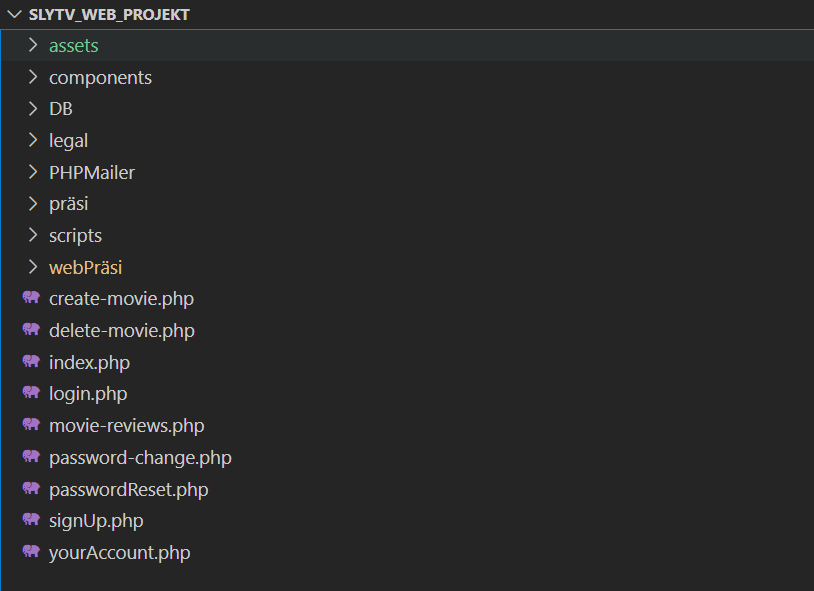 SLYTV_WEB_PROJEKT
assets
components
DB
legal
PHPMailer
präsi
scripts
webPräsi
create-movie.php
delete-movie.php
index.php
login.php
movie-reviews.php
password-change.php
passwordReset.php
signUp.php
yourAccount.php